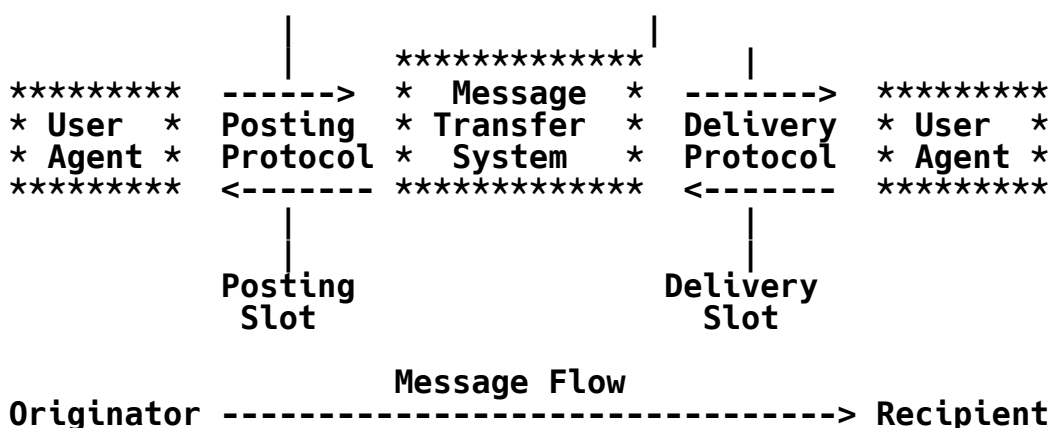 |                  |
|     *************     |
********* ------> * Message * -------> *********
* User * Posting * Transfer * Delivery * User *
* Agent * Protocol * System * Protocol * Agent *
********* <------- ************* <------- *********
|                       |
|                       |
Posting                Delivery
Slot                   Slot
Message Flow
Originator --------------------------------> Recipient